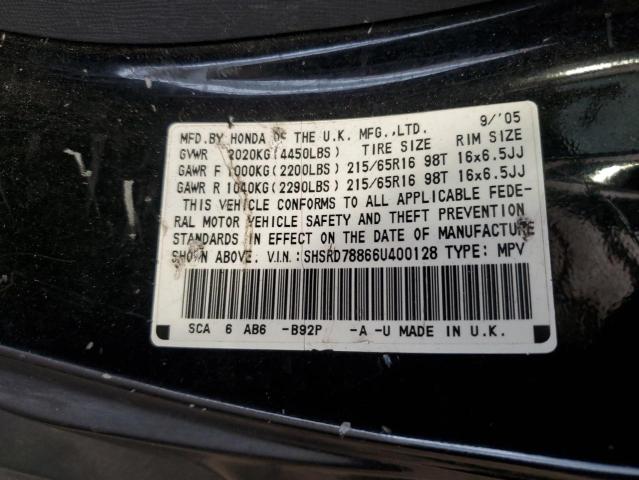 9/'05
MFD.BY HONDA OF THE U.K. MFG.,LTD.
GVWR 2020KG(4450LBS) TIRE SIZE RIM SIZE
GAWR F 1000KG(2200LBS) 215/65R16 98T 16x6.5JJ
GAWR R 1040KG(2290LBS) 215/65R16 98T 16x6.5JJ
THIS VEHICLE CONFORMS TO ALL APPLICABLE FEDE-
RAL MOTOR VEHICLE SAFETY AND THEFT PREVENTION
STANDARDS IN EFFECT ON THE DATE OF MANUFACTURE
SHOWN ABOVE. V.I.N.:SHSRD78866U400128 TYPE: MPV
SCA 6 AB6 -B92P -A -U MADE IN U.K.